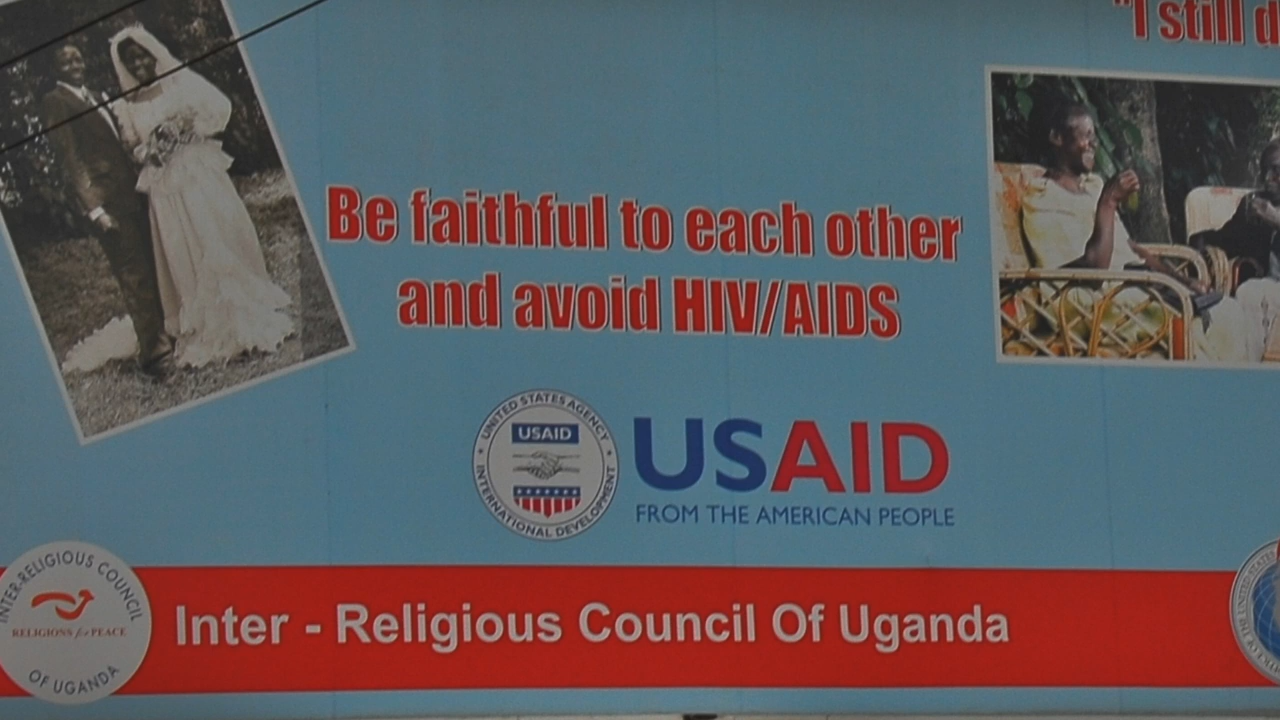 "I still d
Be faithful to each other
and avoid HIV/AIDS
UNITED STATES AGENCY
USAID
INTERNATIONAL DEVELOPMENT
USAID
FROM THE AMERICAN PEOPLE
INTER-RELIGIOUS COUNCIL
RELIGIONS for PEACE
OF UGANDA
Inter - Religious Council Of Uganda